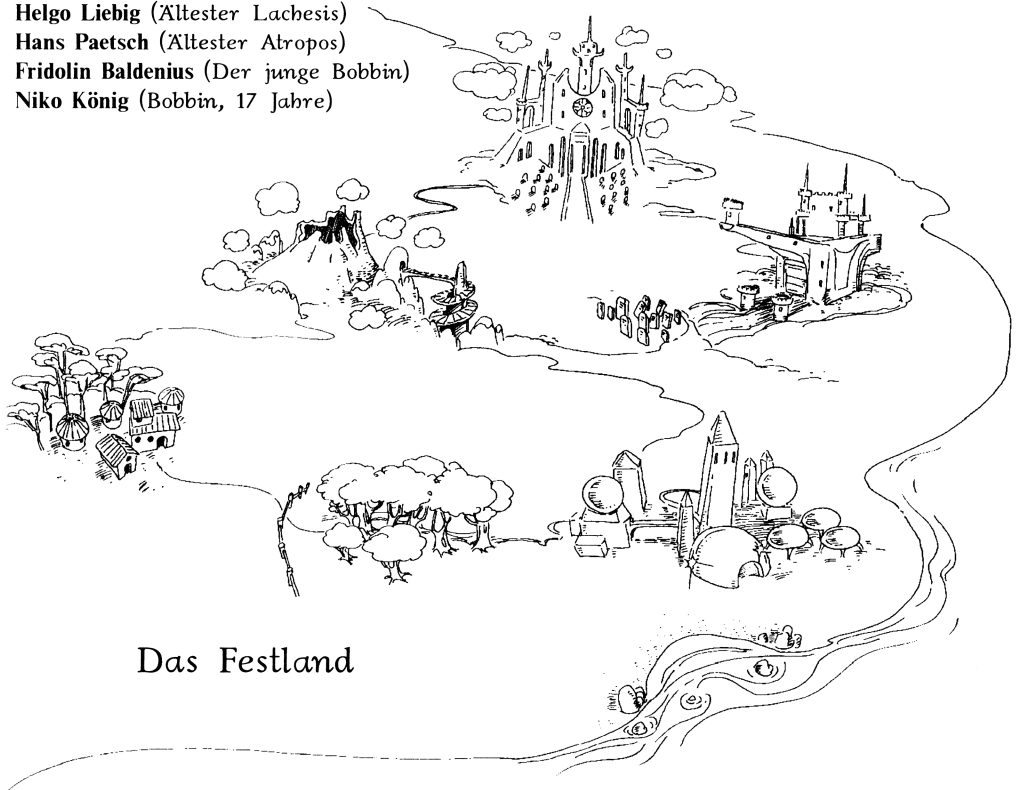 Helgo Liebig (Ältester Lachesis)
Hans Paetsch (Ältester Atropos)
Fridolin Baldenius (Der junge Bobbin)
Niko König (Bobbin, 17 Jahre)
Das Festland